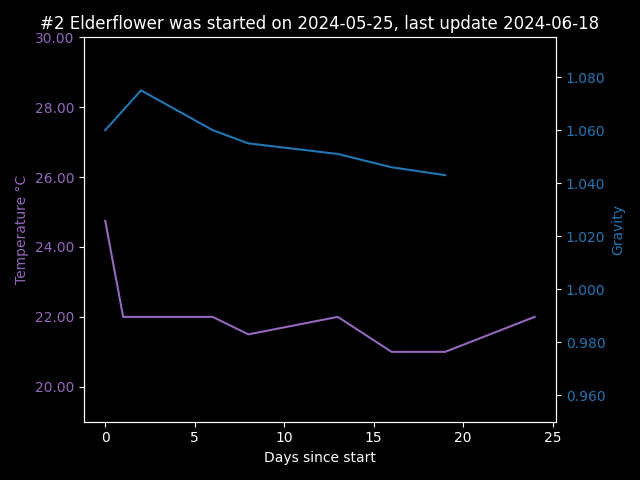 #2 Elderflower was started on 2024-05-25, last update 2024-06-18
30.00
28.00
26.00
24.00
22.00
20.00
Temperature °C
1.080
1.060
1.040
1.020
1.000
0.980
0.960
Gravity
0 5 10 15 20 25
Days since start